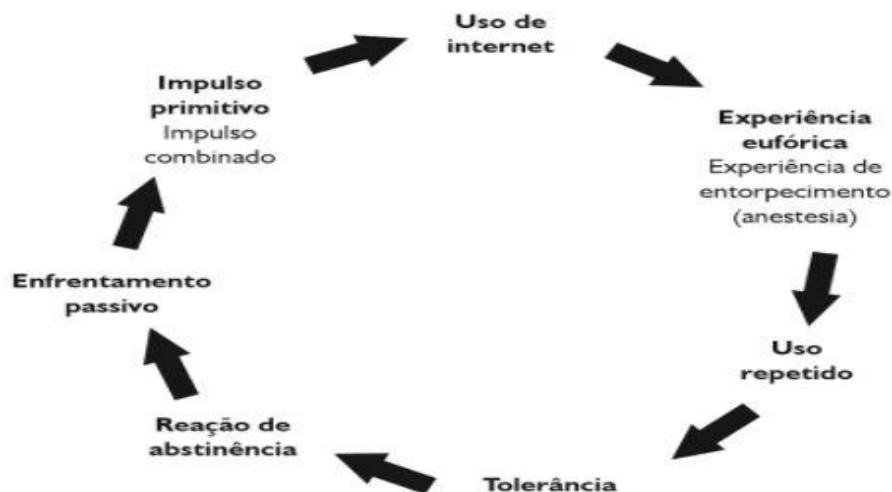 Uso de
internet
Experiência
eufórica
Experiência de
entorpecimento
(anestesia)
Uso
repetido
Tolerância
Reação de
abstinência
Enfrentamento
passivo
Impulso
primitivo
Impulso
combinado